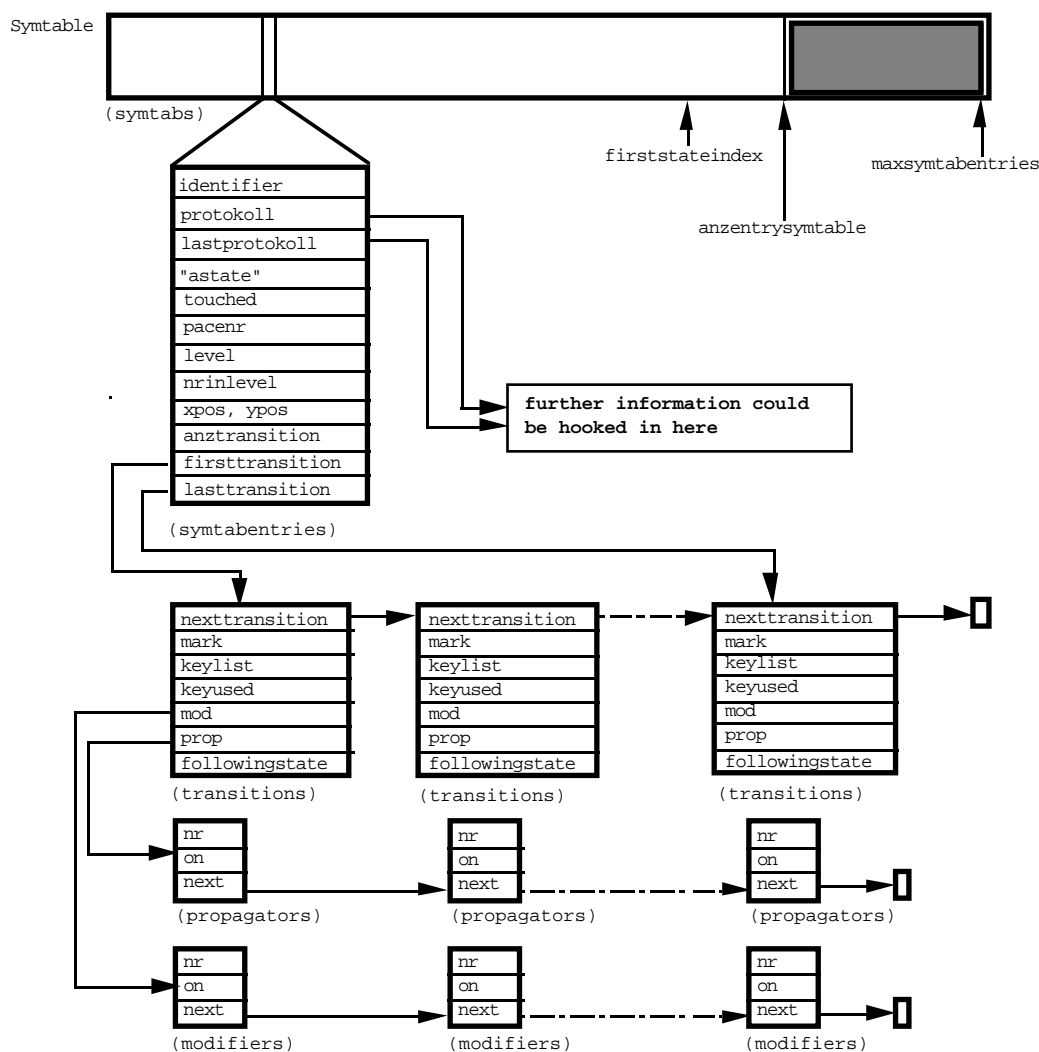 Symtable
(symtabs)
firststateindex
maxsymtabentries
anzentrysymtable
identifier
protokoll
lastprotokoll
"astate"
touched
pacenr
level
nrinlevel
xpos, ypos
anztransition
firsttransition
lasttransition
(symtabentries)
further information could
be hooked in here
nexttransition
mark
keylist
keyused
mod
prop
followingstate
(transitions)
nexttransition
mark
keylist
keyused
mod
prop
followingstate
(transitions)
nexttransition
mark
keylist
keyused
mod
prop
followingstate
(transitions)
nr
on
next
(propagators)
nr
on
next
(propagators)
nr
on
next
(propagators)
nr
on
next
(modifiers)
nr
on
next
(modifiers)
nr
on
next
(modifiers)